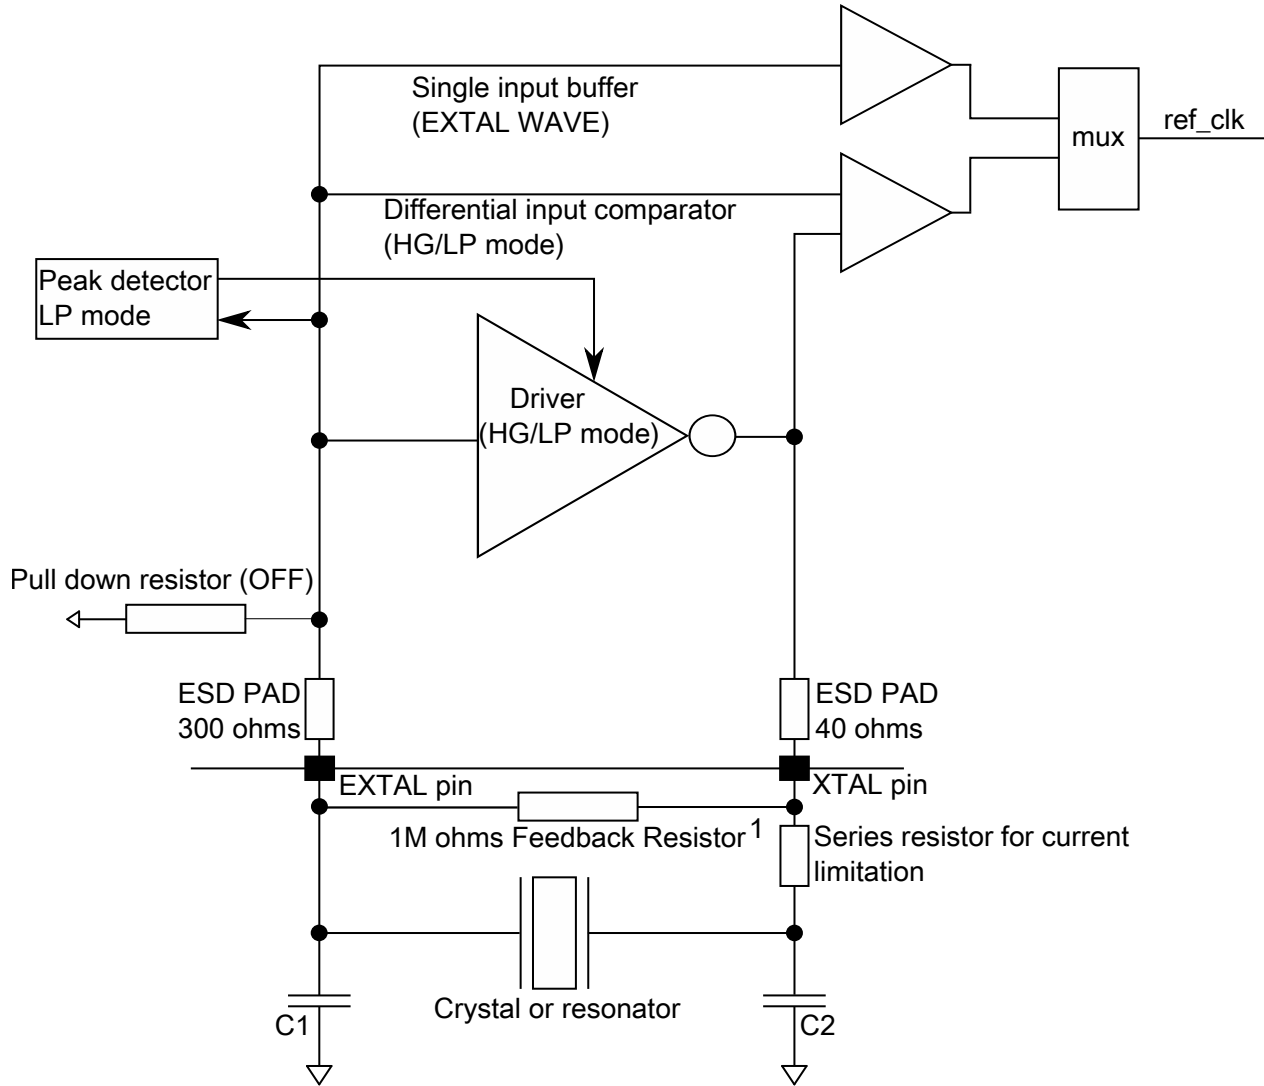 Single input buffer
(EXTAL WAVE)
ref_clk
mux
Differential input comparator
(HG/LP mode)
Peak detector
LP mode
Driver
(HG/LP mode)
Pull down resistor (OFF)
ESD PAD
300 ohms
ESD PAD
40 ohms
EXTAL pin
XTAL pin
1M ohms Feedback Resistor 1
Series resistor for current
limitation
Crystal or resonator
C1
C2